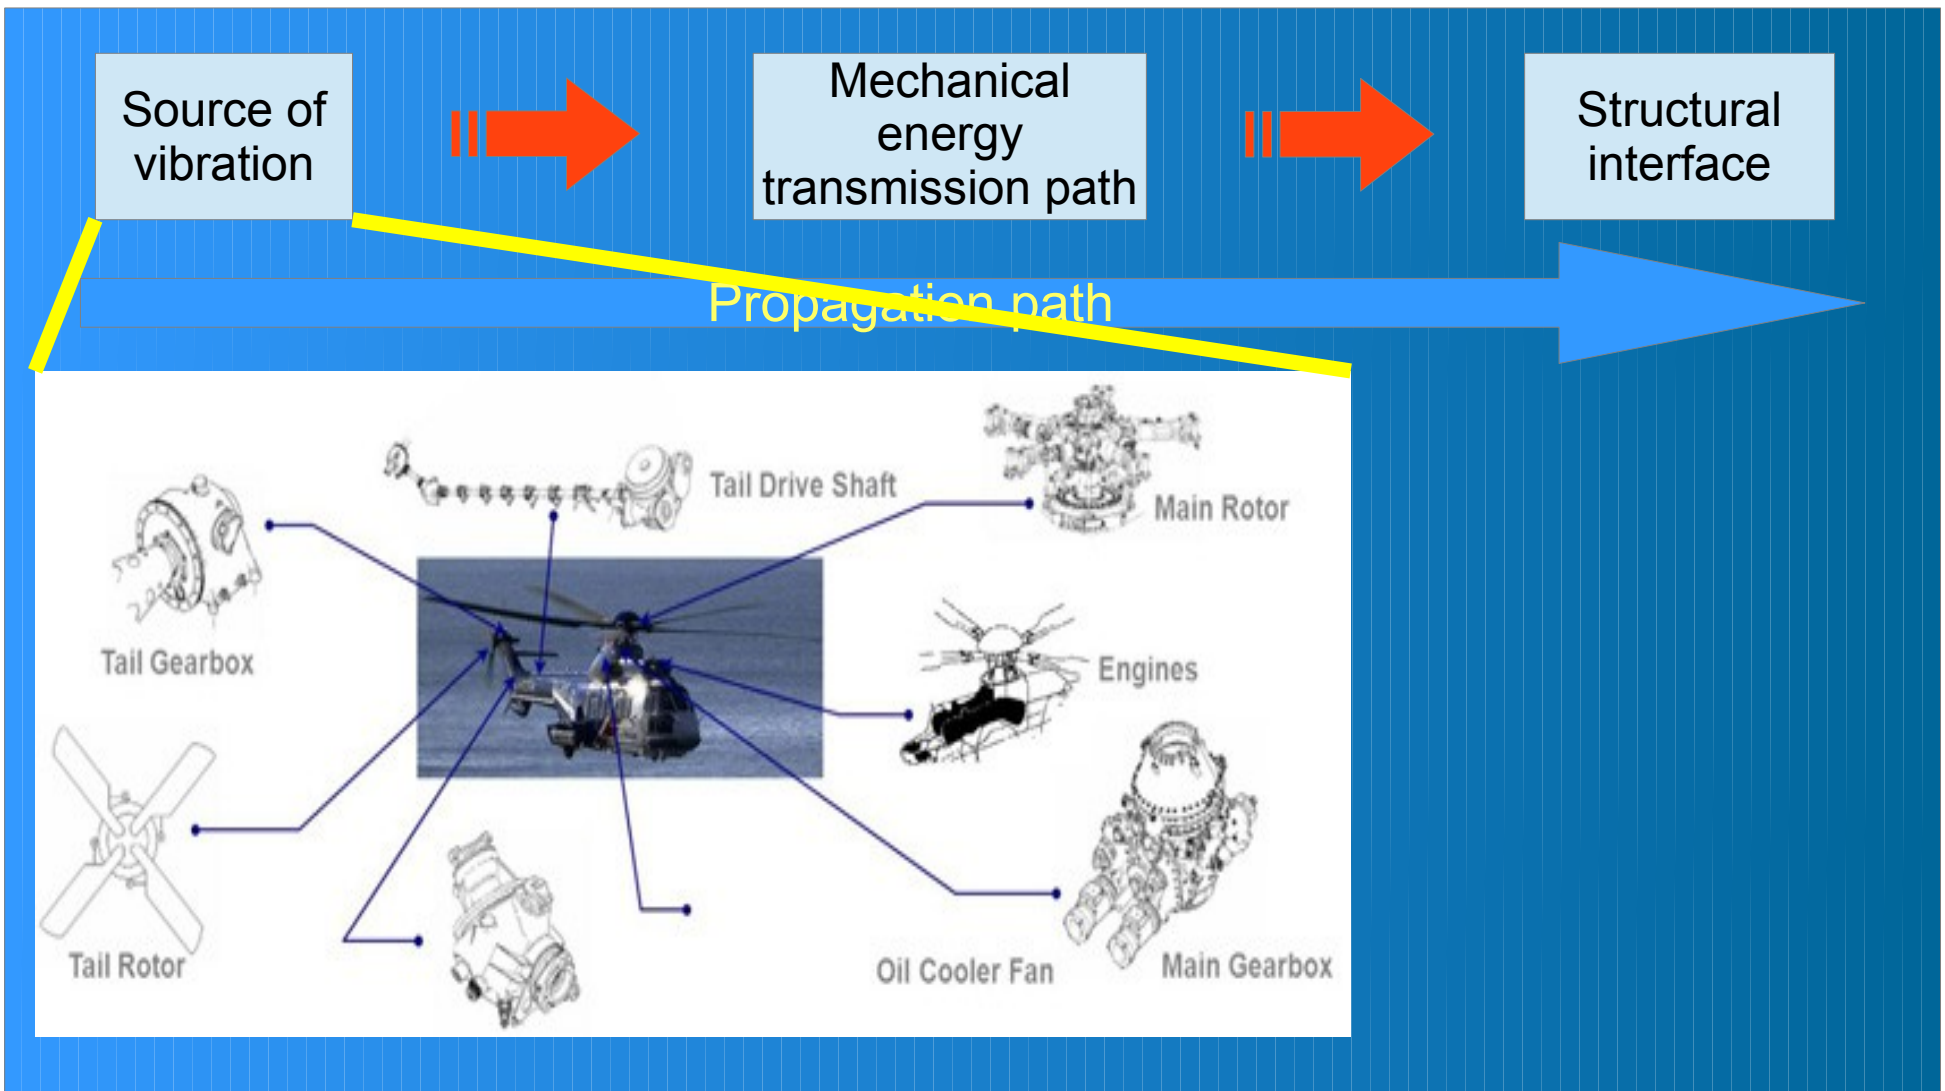 Source of
vibration
Mechanical
energy
transmission path
Structural
interface
Propagation path
Tail Drive Shaft
Main Rotor
Tail Gearbox
Engines
Tail Rotor
Oil Cooler Fan
Main Gearbox